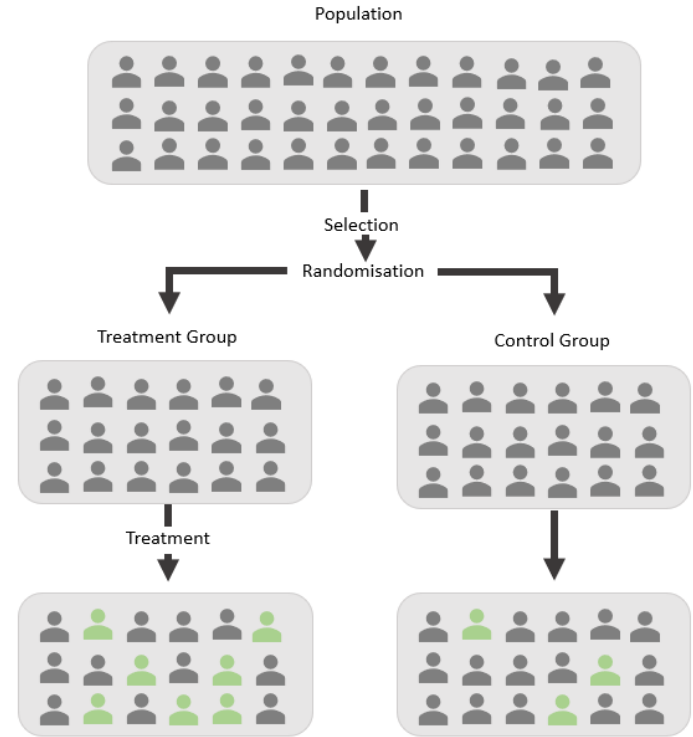 Population
Selection
Randomisation
Treatment Group
Control Group
Treatment